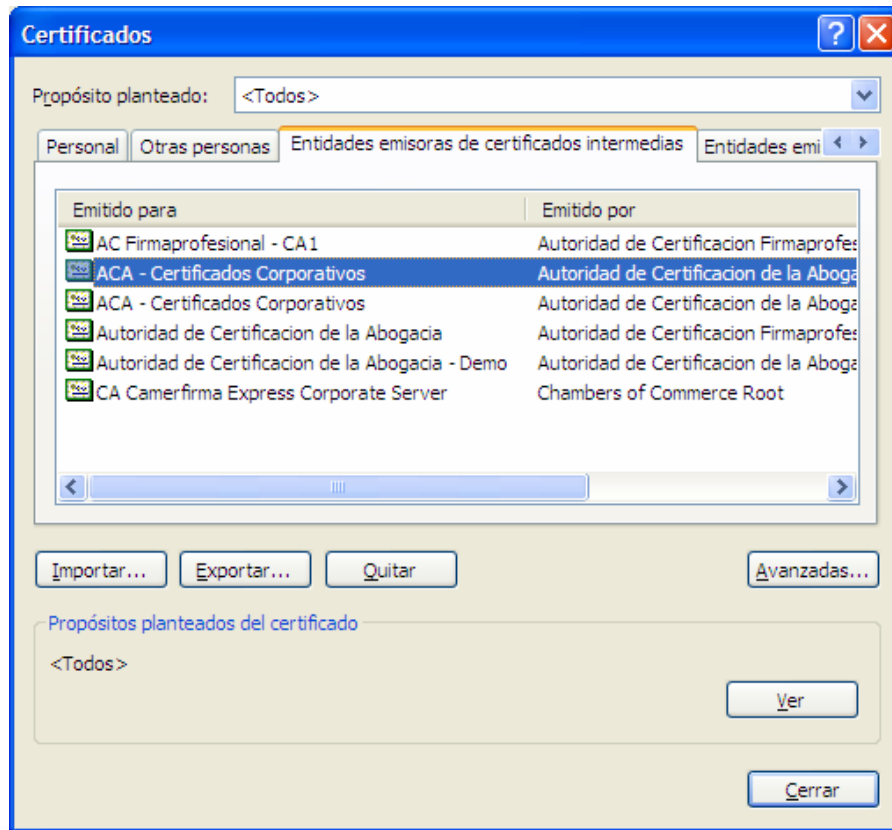 Certificados
Propósito planteado: <Todos>
Personal Otras personas Entidades emisoras de certificados intermedias Entidades emi
Emitido para Emitido por
AC Firmaprofesional - CA1 Autoridad de Certificacion Firmaprofes
ACA - Certificados Corporativos Autoridad de Certificacion de la Aboga
ACA - Certificados Corporativos Autoridad de Certificacion de la Aboga
Autoridad de Certificacion de la Abogacia Autoridad de Certificacion Firmaprofes
Autoridad de Certificacion de la Abogacia - Demo Autoridad de Certificacion de la Aboga
CA Camerfirma Express Corporate Server Chambers of Commerce Root
Importar... Exportar... Quitar Avanzadas...
Propósitos planteados del certificado
<Todos>
Ver
Cerrar